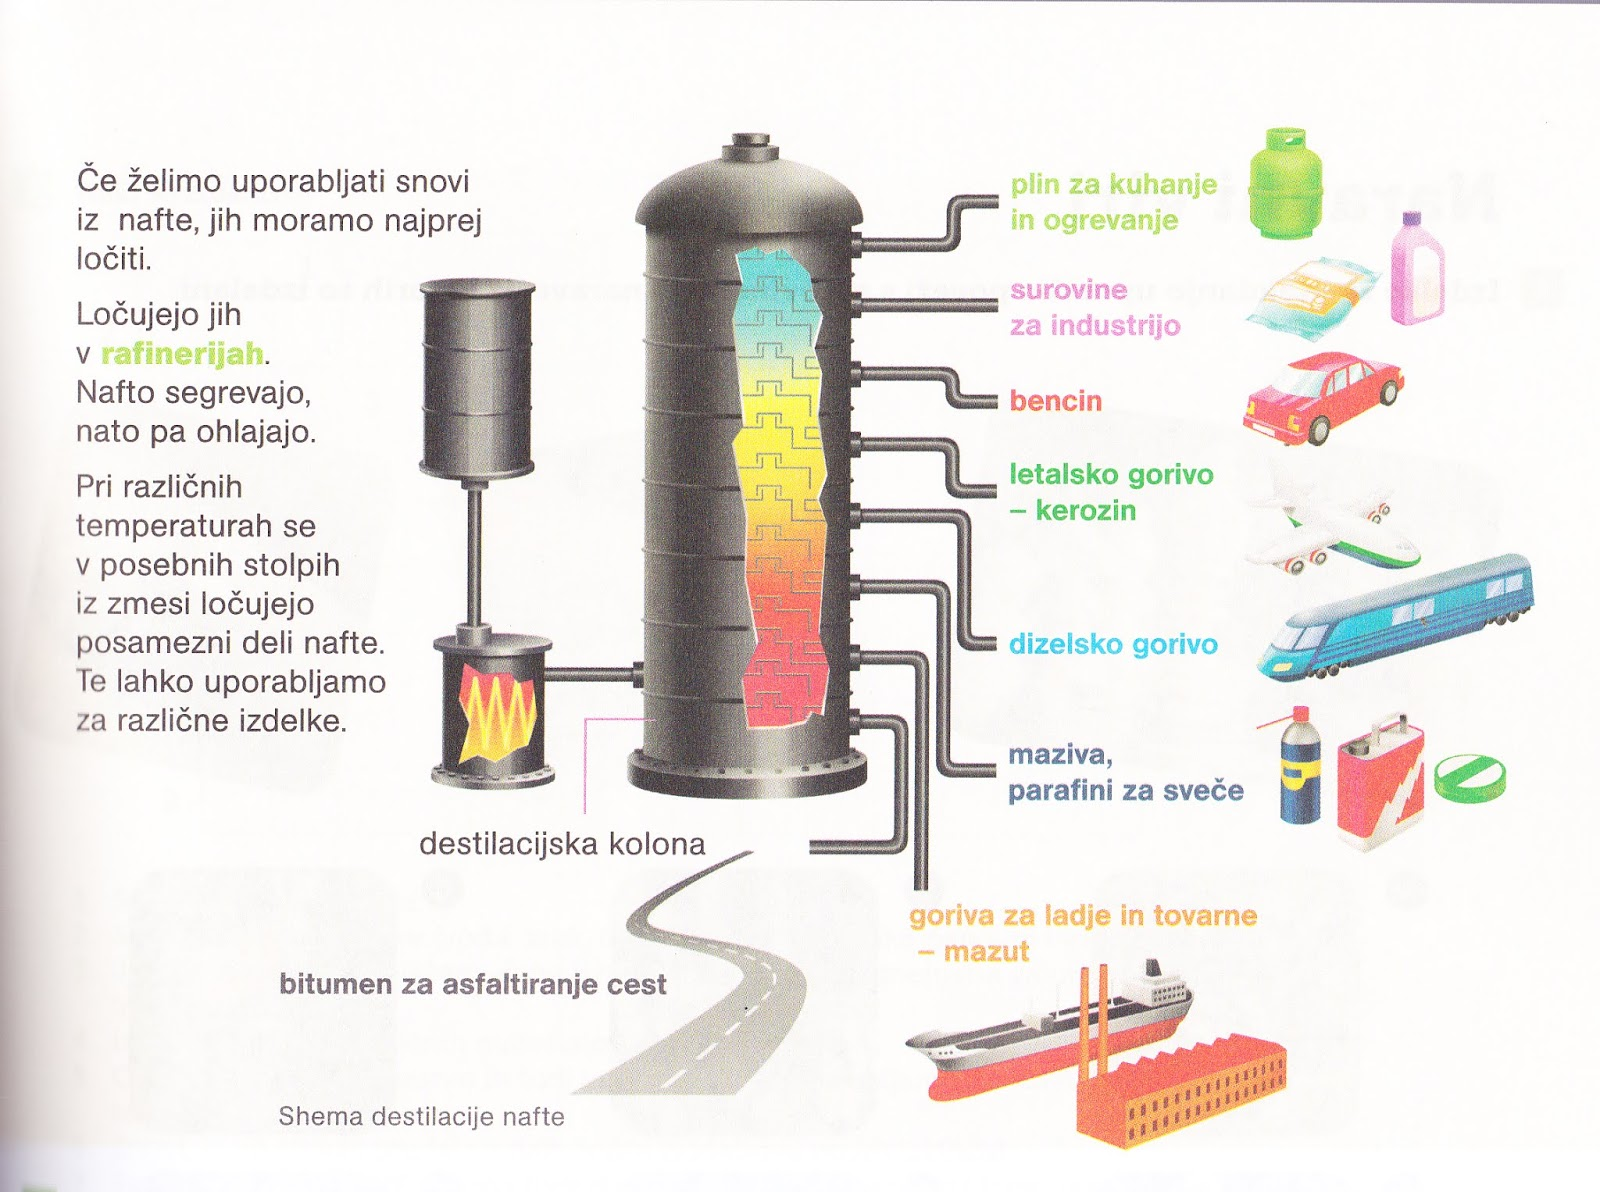 Če želimo uporabljati snovi
iz nafte, jih moramo najprej
ločiti.
Ločujejo jih
v rafinerijah.
Nafto segrevajo,
nato pa ohlajajo.
Pri različnih
temperaturah se
v posebnih stolpih
iz zmesi ločujejo
posamezni deli nafte.
Te lahko uporabljamo
za različne izdelke.
plin za kuhanje
in ogrevanje
surovine
za industrijo
bencin
letalsko gorivo
– kerozin
dizelsko gorivo
maziva,
parafini za sveče
destilacijska kolona
goriva za ladje in tovarne
– mazut
bitumen za asfaltiranje cest
Shema destilacije nafte